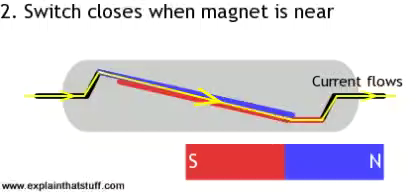 2. Switch closes when magnet is near
Current flows
S N
www.explainthatstuff.com